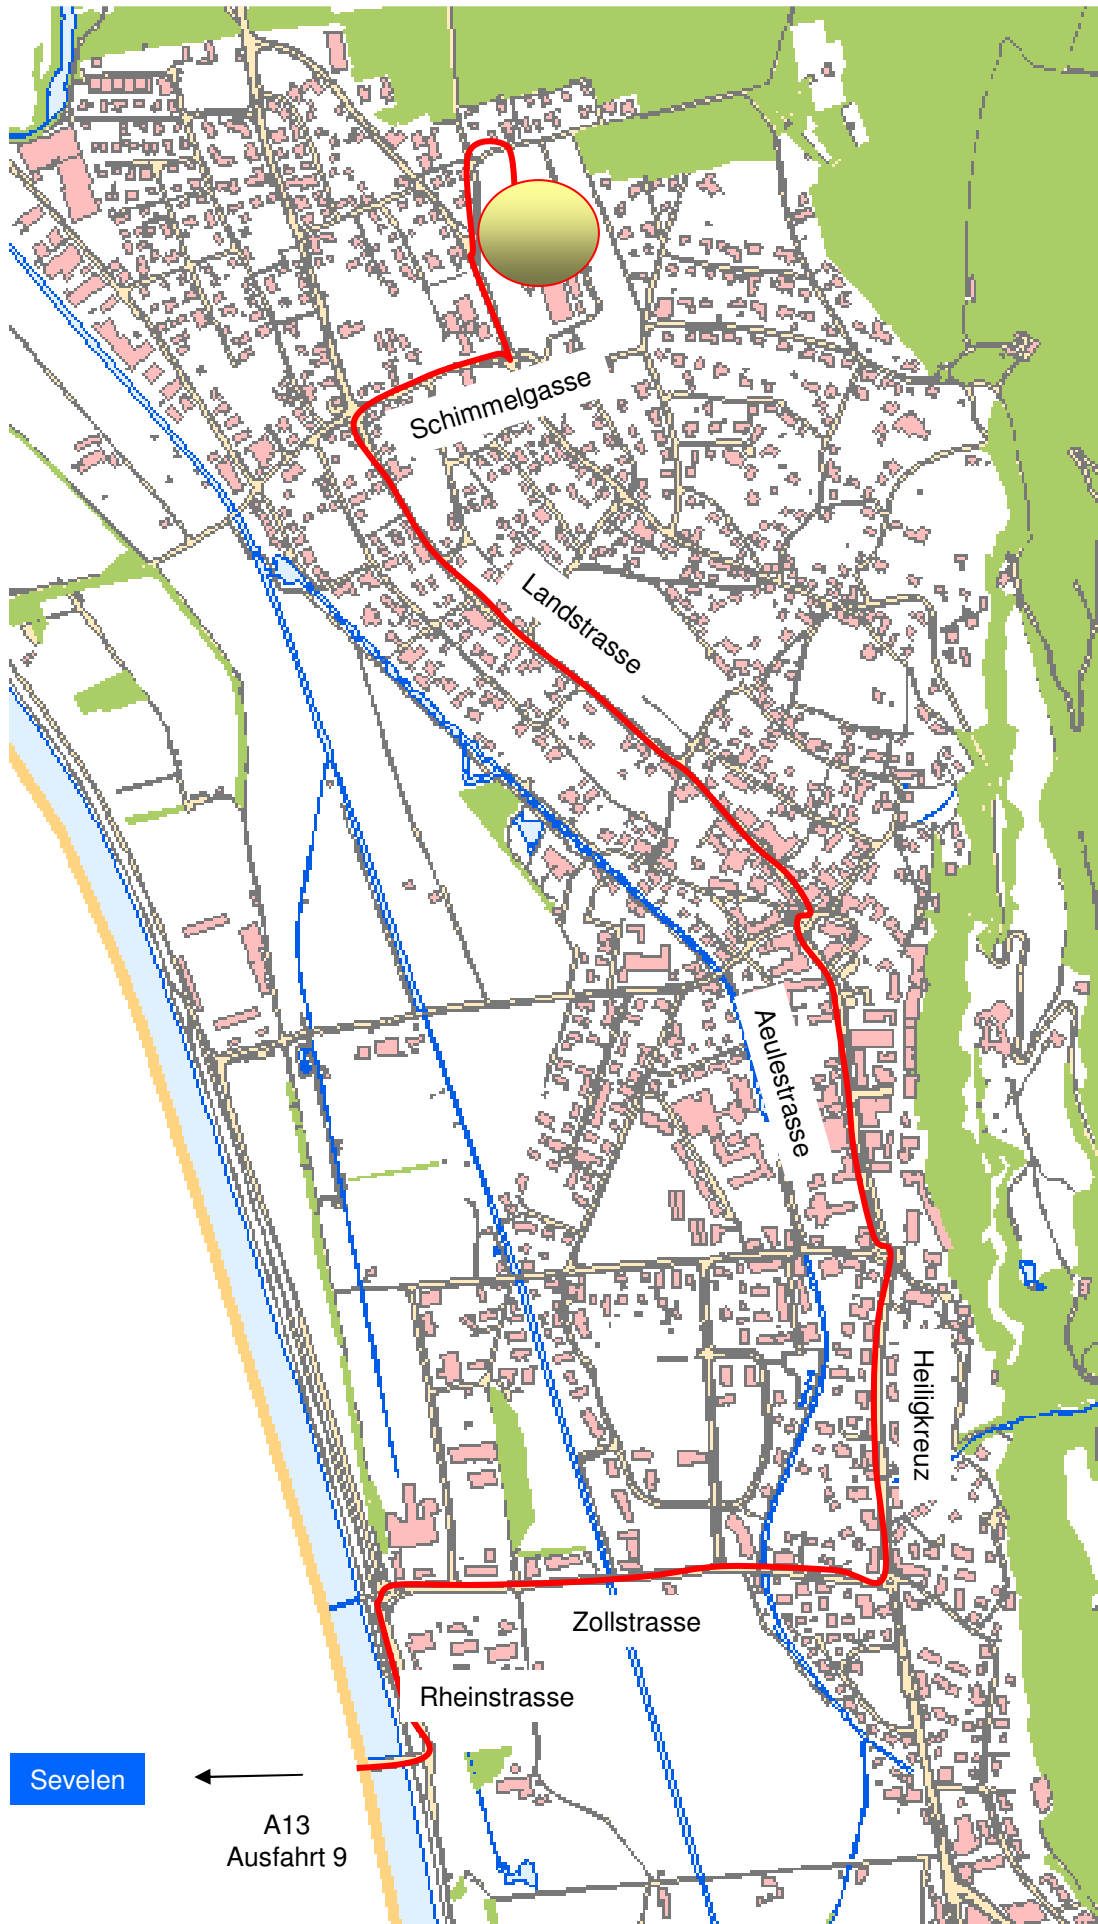 Schimmelgasse
Landstrasse
Aeulestrasse
Heiligkreuz
Zollstrasse
Rheinstrasse
Sevelen
A13
Ausfahrt 9